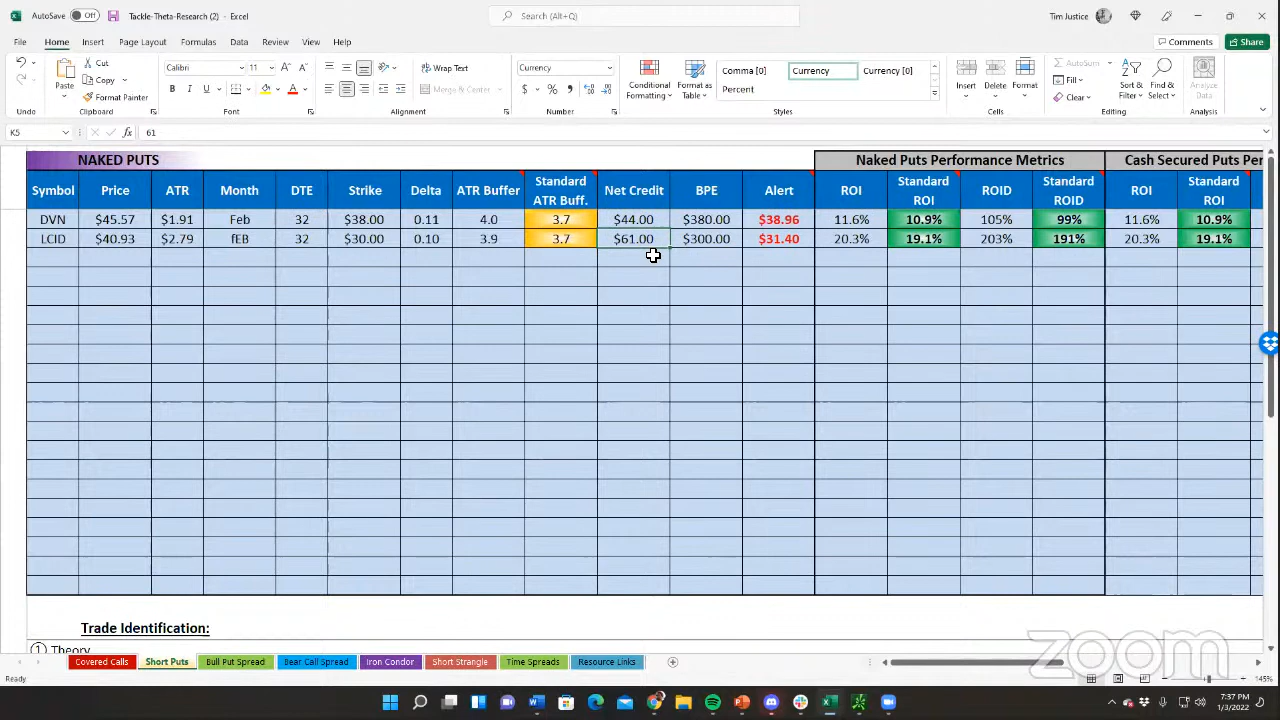 AutoSave Off Tackle-Theta-Research (2) - Excel Search (Alt+Q) Tim Justice
File Home Insert Page Layout Formulas Data Review View Help Comments Share
Cut Calibri 11 Wrap Text Currency Comma [0] Currency Currency [0] AutoSum
Copy Fill
Paste Format Painter B I U Merge & Center $ % Conditional Formatting Format as Table Percent Insert Delete Format Clear Sort & Filter Find & Select Analyze Data
Undo Clipboard Font Alignment Number Styles Cells Editing Analysis
K5 fx 61
NAKED PUTS Naked Puts Performance Metrics Cash Secured Puts Per
Symbol Price ATR Month DTE Strike Delta ATR Buffer Standard ATR Buff. Net Credit BPE Alert ROI Standard ROI ROID Standard ROID ROI Standard ROI
DVN $45.57 $1.91 Feb 32 $38.00 0.11 4.0 3.7 $44.00 $380.00 $38.96 11.6% 10.9% 105% 99% 11.6% 10.9%
LCID $40.93 $2.79 fEB 32 $30.00 0.10 3.9 3.7 $61.00 $300.00 $31.40 20.3% 19.1% 203% 191% 20.3% 19.1%
Trade Identification:
1 Theory
zoom
Covered Calls Short Puts Bull Put Spread Bear Call Spread Iron Condor Short Strangle Time Spreads Resource Links
Ready 145%
7:37 PM
1/3/2022